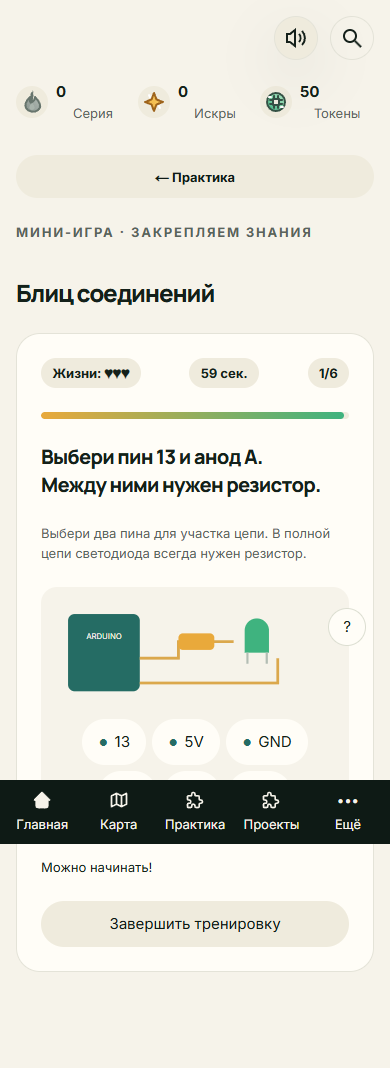 0
Серия
0
Искры
50
Токены
← Практика
МИНИ-ИГРА · ЗАКРЕПЛЯЕМ ЗНАНИЯ
Блиц соединений
Жизни: ♥♥♥
59 сек.
1/6
Выбери пин 13 и анод A.
Между ними нужен резистор.
Выбери два пина для участка цепи. В полной
цепи светодиода всегда нужен резистор.
ARDUINO
?
13
5V
GND
Главная
Карта
Практика
Проекты
Ещё
Можно начинать!
Завершить тренировку